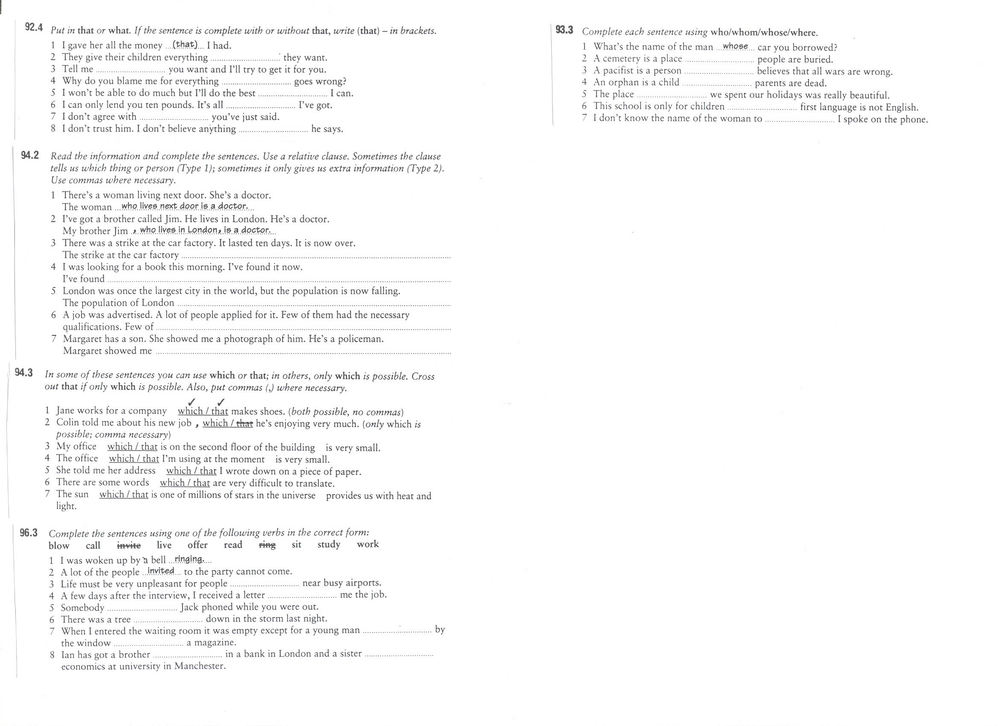 92.4 Put in that or what. If the sentence is complete with or without that, write (that) – in brackets.
1 I gave her all the money ...(that)... I had.
2 They give their children everything .............................. they want.
3 Tell me .............................. you want and I'll try to get it for you.
4 Why do you blame me for everything .............................. goes wrong?
5 I won't be able to do much but I'll do the best .............................. I can.
6 I can only lend you ten pounds. It's all .............................. I've got.
7 I don't agree with .............................. you've just said.
8 I don't trust him. I don't believe anything .............................. he says.
94.2 Read the information and complete the sentences. Use a relative clause. Sometimes the clause
tells us which thing or person (Type 1); sometimes it only gives us extra information (Type 2).
Use commas where necessary.
1 There's a woman living next door. She's a doctor.
The woman ...who lives next door is a doctor....
2 I've got a brother called Jim. He lives in London. He's a doctor.
My brother Jim ., who lives in London, is a doctor....
3 There was a strike at the car factory. It lasted ten days. It is now over.
The strike at the car factory ..............................
4 I was looking for a book this morning. I've found it now.
I've found ..............................
5 London was once the largest city in the world, but the population is now falling.
The population of London ..............................
6 A job was advertised. A lot of people applied for it. Few of them had the necessary
qualifications. Few of ..............................
7 Margaret has a son. She showed me a photograph of him. He's a policeman.
Margaret showed me ..............................
94.3 In some of these sentences you can use which or that; in others, only which is possible. Cross
out that if only which is possible. Also, put commas (,) where necessary.
✓ ✓
1 Jane works for a company which / that makes shoes. (both possible, no commas)
2 Colin told me about his new job , which / that he's enjoying very much. (only which is
possible; comma necessary)
3 My office which / that is on the second floor of the building is very small.
4 The office which / that I'm using at the moment is very small.
5 She told me her address which / that I wrote down on a piece of paper.
6 There are some words which / that are very difficult to translate.
7 The sun which / that is one of millions of stars in the universe provides us with heat and
light.
96.3 Complete the sentences using one of the following verbs in the correct form:
blow call invite live offer read ring sit study work
1 I was woken up by a bell ...ringing....
2 A lot of the people ...invited... to the party cannot come.
3 Life must be very unpleasant for people .............................. near busy airports.
4 A few days after the interview, I received a letter .............................. me the job.
5 Somebody .............................. Jack phoned while you were out.
6 There was a tree .............................. down in the storm last night.
7 When I entered the waiting room it was empty except for a young man .............................. by
the window .............................. a magazine.
8 Ian has got a brother .............................. in a bank in London and a sister ..............................
economics at university in Manchester.
93.3 Complete each sentence using who/whom/whose/where.
1 What's the name of the man ...whose... car you borrowed?
2 A cemetery is a place .............................. people are buried.
3 A pacifist is a person .............................. believes that all wars are wrong.
4 An orphan is a child .............................. parents are dead.
5 The place .............................. we spent our holidays was really beautiful.
6 This school is only for children .............................. first language is not English.
7 I don't know the name of the woman to .............................. I spoke on the phone.